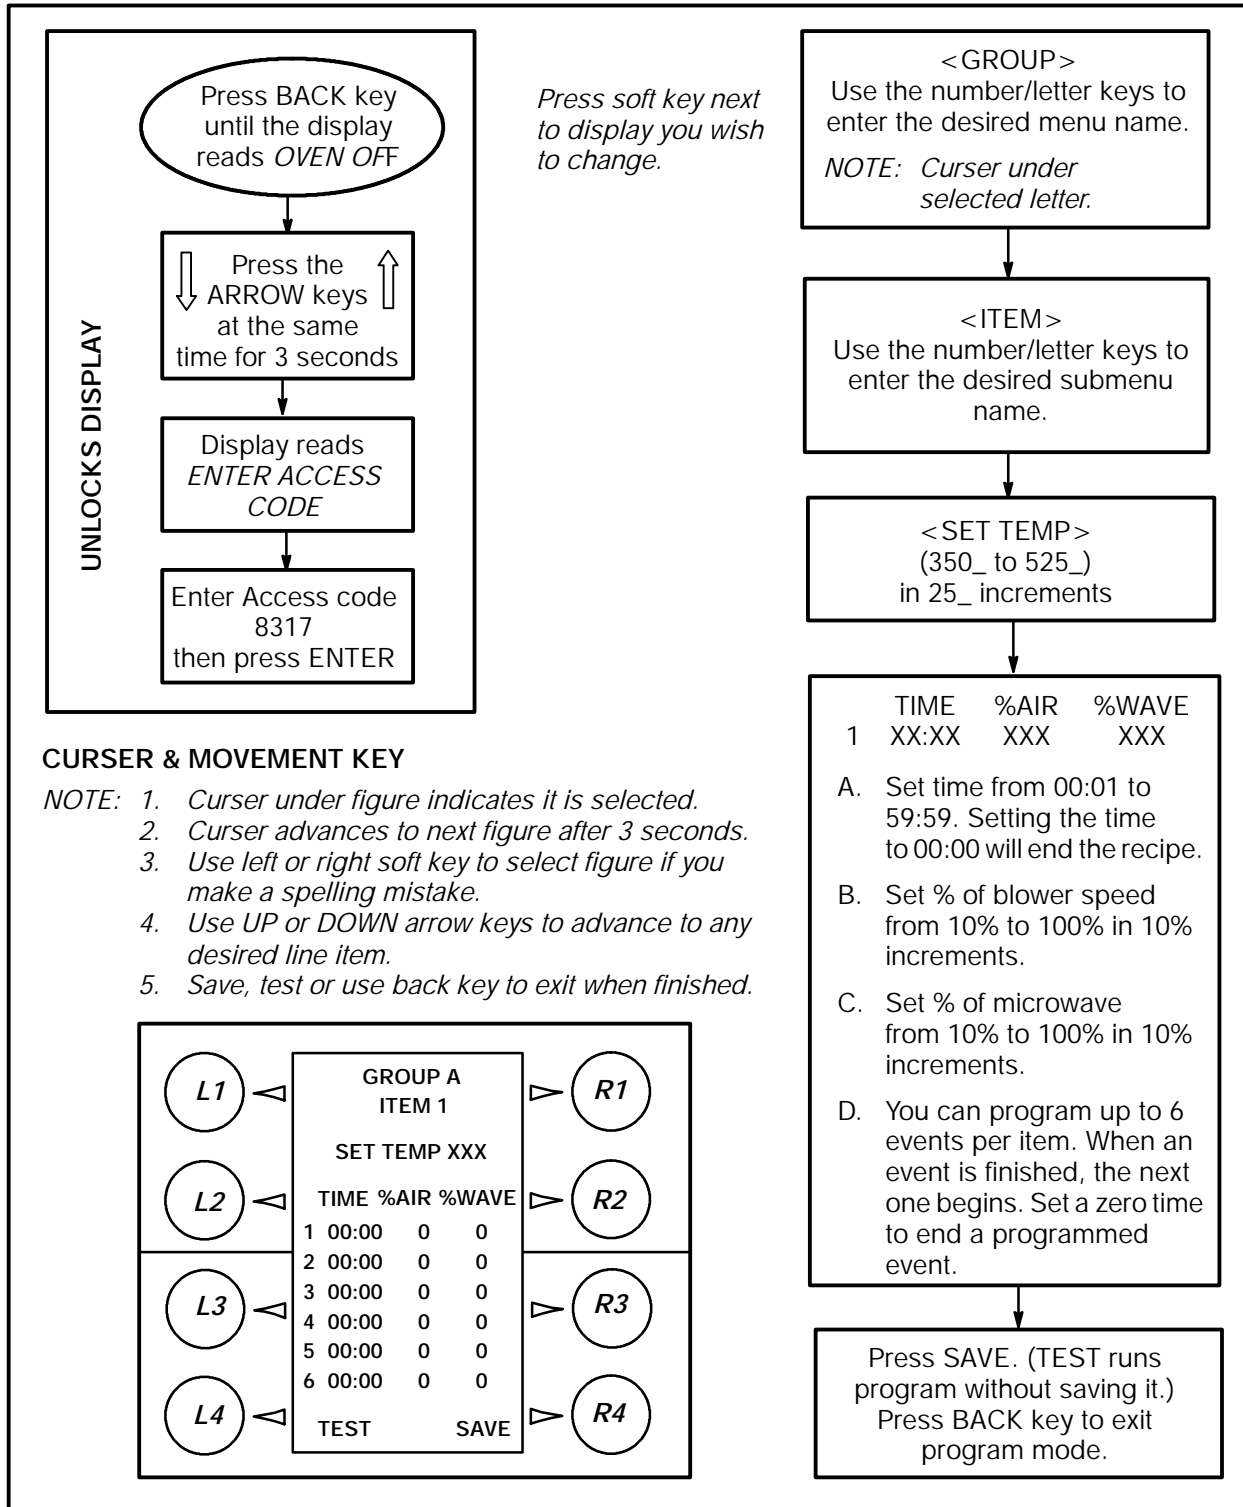 Press BACK key
until the display
reads OVEN OFF
Press the
ARROW keys
at the same
time for 3 seconds
Display reads
ENTER ACCESS
CODE
Enter Access code
8317
then press ENTER
UNLOCKS DISPLAY
Press soft key next
to display you wish
to change.
CURSER & MOVEMENT KEY
NOTE: 1. Curser under figure indicates it is selected.
2. Curser advances to next figure after 3 seconds.
3. Use left or right soft key to select figure if you
make a spelling mistake.
4. Use UP or DOWN arrow keys to advance to any
desired line item.
5. Save, test or use back key to exit when finished.
L1
L2
L3
L4
GROUP A
ITEM 1
SET TEMP XXX
TIME %AIR %WAVE
1 00:00 0 0
2 00:00 0 0
3 00:00 0 0
4 00:00 0 0
5 00:00 0 0
6 00:00 0 0
TEST SAVE
R1
R2
R3
R4
<GROUP>
Use the number/letter keys to
enter the desired menu name.
NOTE: Curser under
selected letter.
<ITEM>
Use the number/letter keys to
enter the desired submenu
name.
<SET TEMP>
(350_ to 525_)
in 25_ increments
TIME %AIR %WAVE
1 XX:XX XXX XXX
A. Set time from 00:01 to
59:59. Setting the time
to 00:00 will end the recipe.
B. Set % of blower speed
from 10% to 100% in 10%
increments.
C. Set % of microwave
from 10% to 100% in 10%
increments.
D. You can program up to 6
events per item. When an
event is finished, the next
one begins. Set a zero time
to end a programmed
event.
Press SAVE. (TEST runs
program without saving it.)
Press BACK key to exit
program mode.